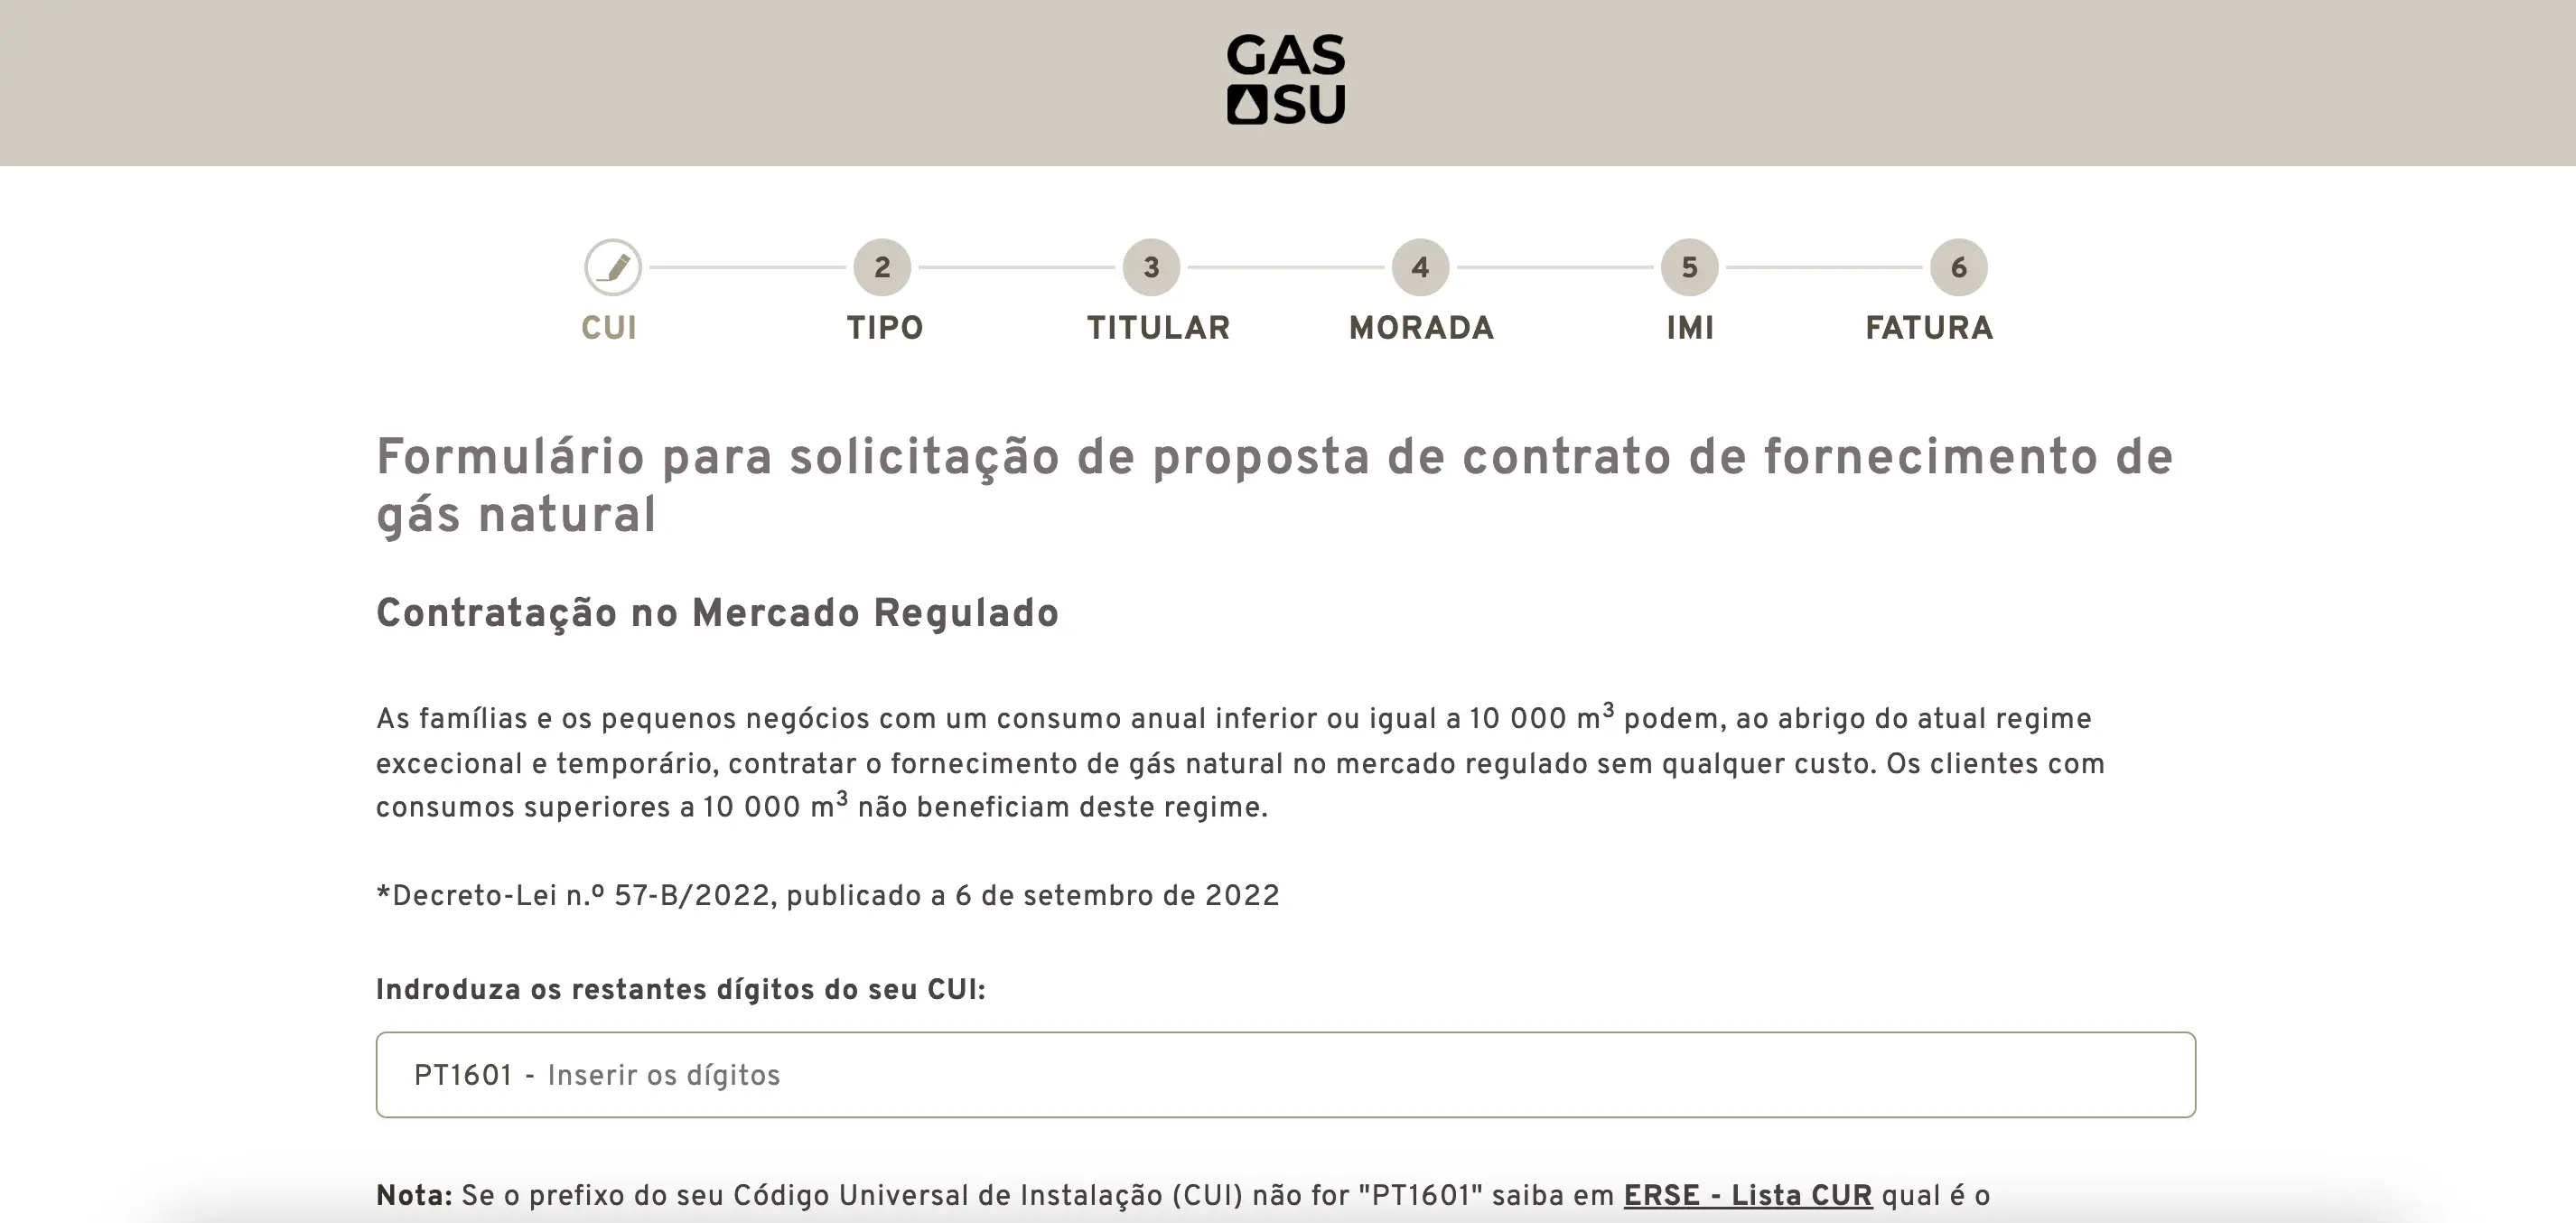 GAS
SU
2
3
4
5
6
CUI
TIPO
TITULAR
MORADA
IMI
FATURA
Formulário para solicitação de proposta de contrato de fornecimento de
gás natural
Contratação no Mercado Regulado
As famílias e os pequenos negócios com um consumo anual inferior ou igual a 10 000 m³ podem, ao abrigo do atual regime
excecional e temporário, contratar o fornecimento de gás natural no mercado regulado sem qualquer custo. Os clientes com
consumos superiores a 10 000 m³ não beneficiam deste regime.
*Decreto-Lei n.º 57-B/2022, publicado a 6 de setembro de 2022
Indroduza os restantes dígitos do seu CUI:
PT1601 - Inserir os dígitos
Nota: Se o prefixo do seu Código Universal de Instalação (CUI) não for "PT1601" saiba em ERSE - Lista CUR qual é o